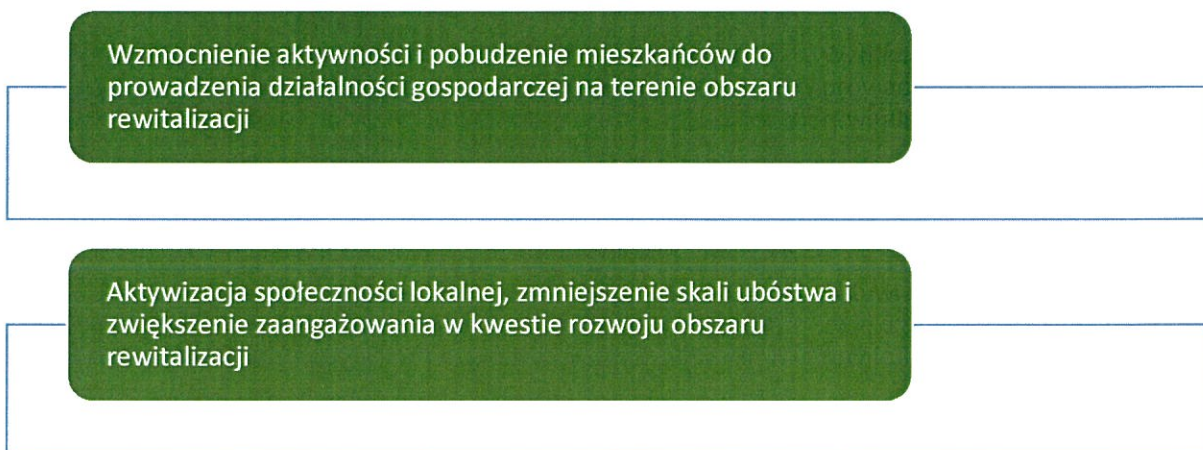 Wzmocnienie aktywności i pobudzenie mieszkańców do
prowadzenia działalności gospodarczej na terenie obszaru
rewitalizacji
Aktywizacja społeczności lokalnej, zmniejszenie skali ubóstwa i
zwiększenie zaangażowania w kwestie rozwoju obszaru
rewitalizacji